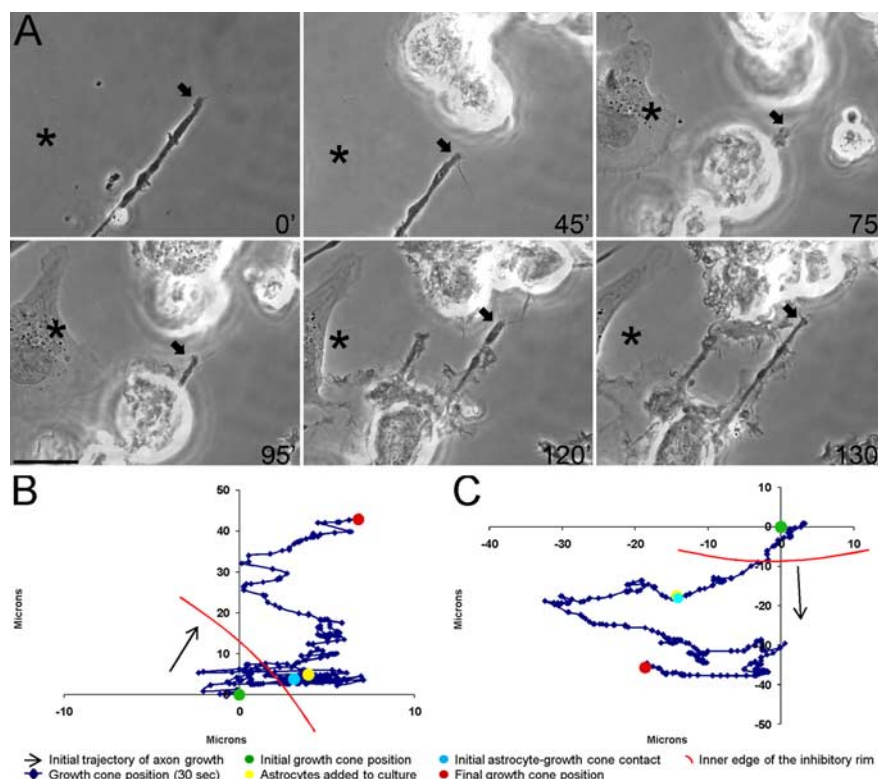 A
*
0'
*
45'
*
75
*
95'
*
120'
*
130
B
50
40
30
20
10
Microns
-10
0
10
Microns
C
10
0
-40
-30
-20
-10
0
10
-10
-20
-30
-40
-50
Microns
Microns
Initial trajectory of axon growth
Initial growth cone position
Initial astrocyte-growth cone contact
Inner edge of the inhibitory rim
Growth cone position (30 sec)
Astrocytes added to culture
Final growth cone position